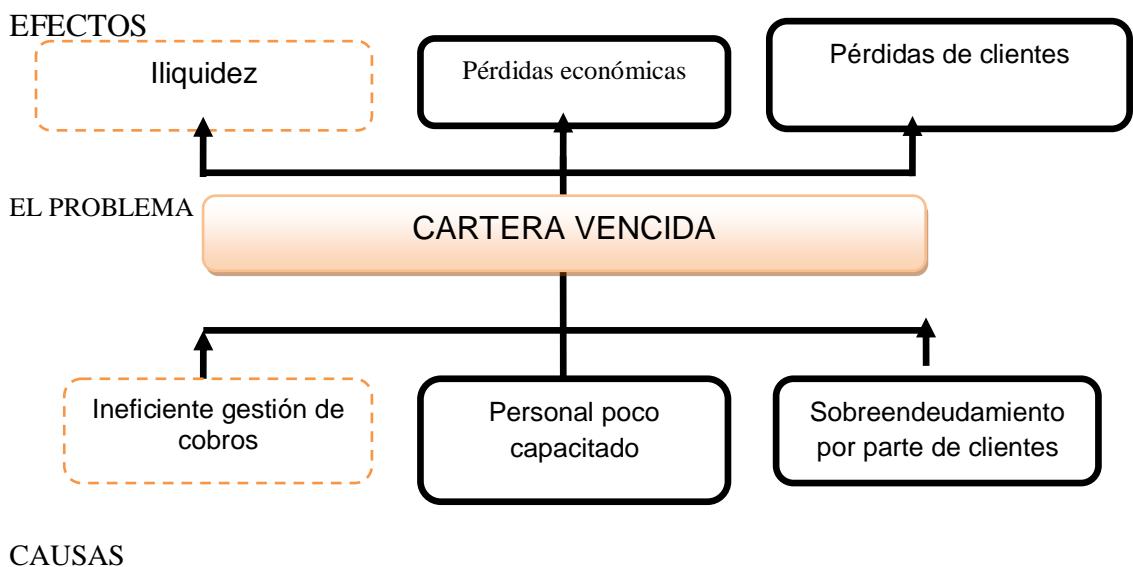 EFECTOS
Iliquidez
Pérdidas económicas
Pérdidas de clientes
EL PROBLEMA
CARTERA VENCIDA
Ineficiente gestión de
cobros
Personal poco
capacitado
Sobreendeudamiento
por parte de clientes
CAUSAS